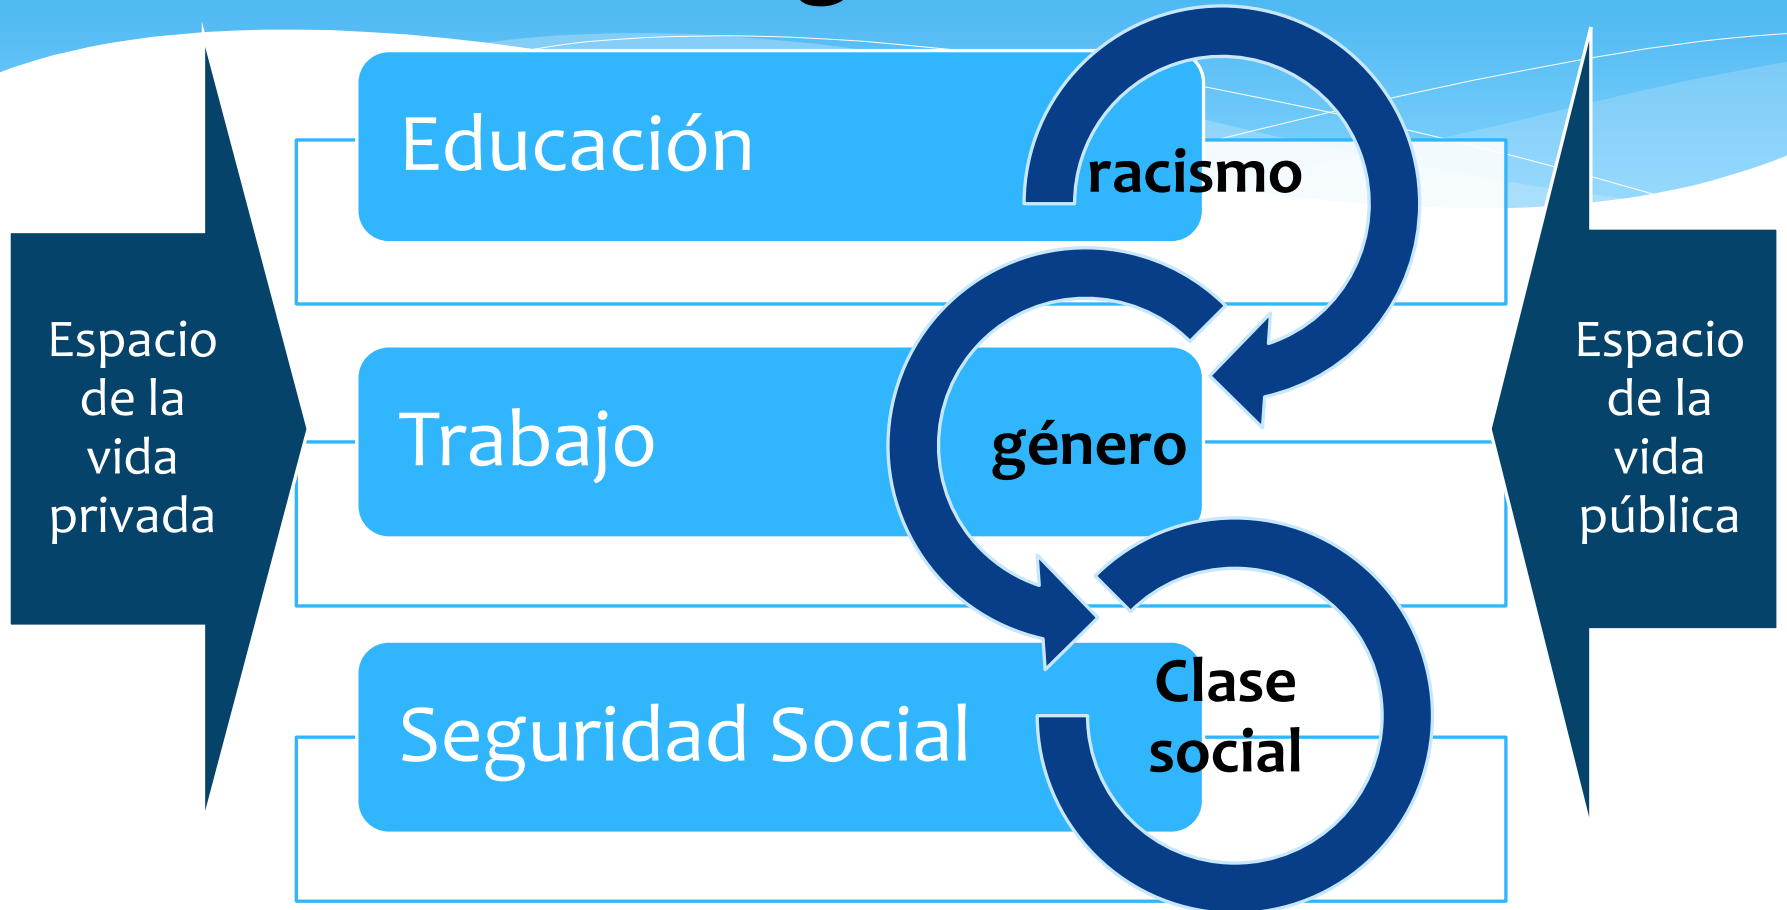 Educación
racismo
Espacio
de la
vida
privada
Trabajo
género
Espacio
de la
vida
pública
Seguridad Social
Clase
social